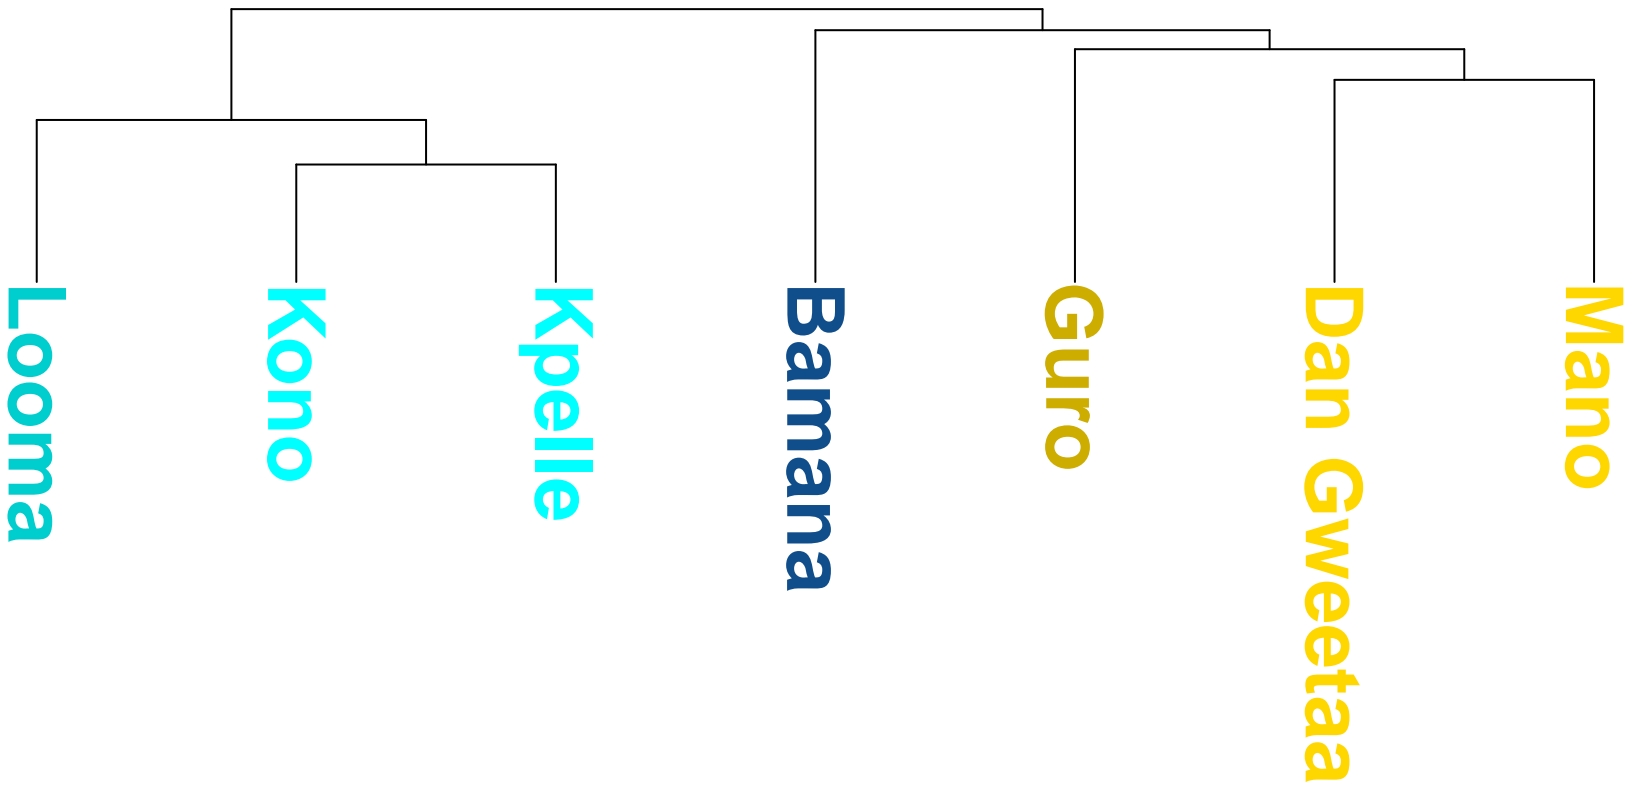 Looma
Kono
Kpelle
Bamana
Guro
Dan Gweetaa
Mano